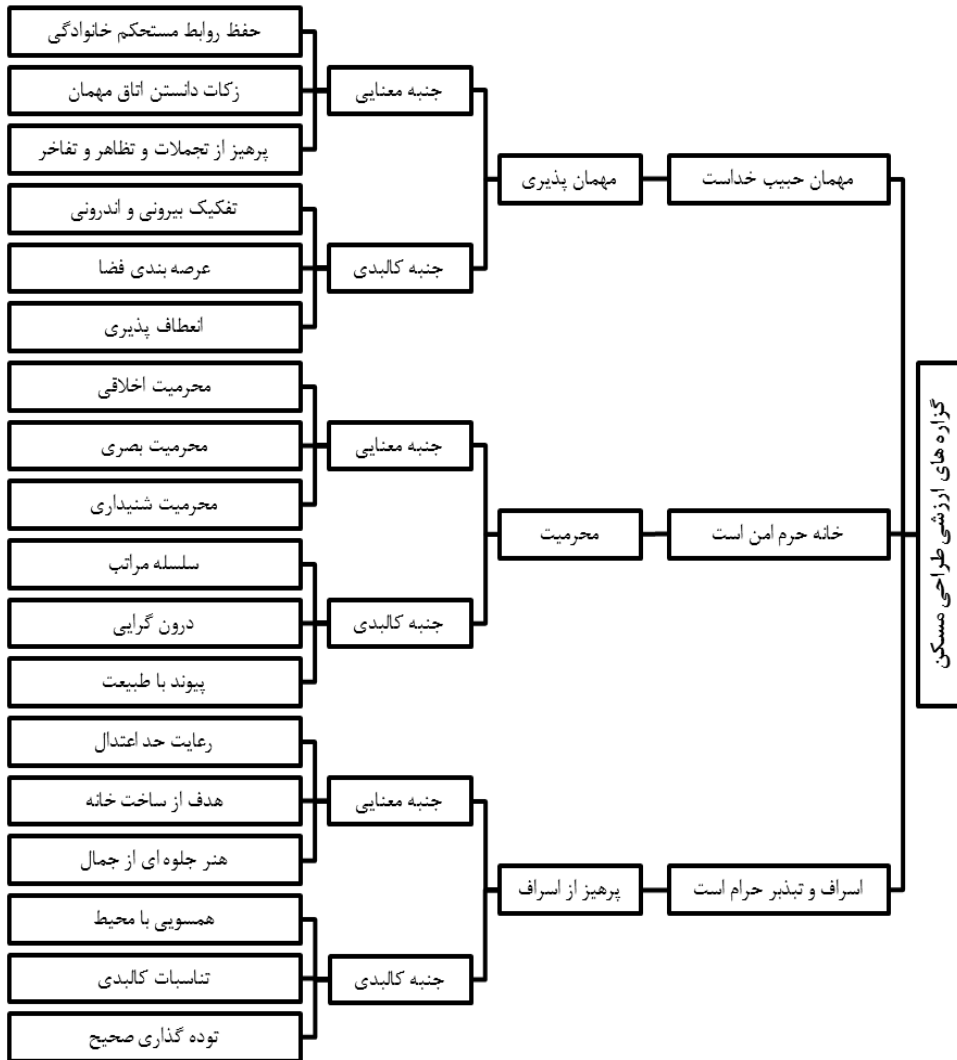 گزاره های ارزشی طراحی مسکن
مهمان حبیب خداست
مهمان پذیری
جنبه معنایی
حفظ روابط مستحکم خانوادگی
زکات دانستن اتاق مهمان
پرهیز از تجملات و تظاهر و تفاخر
جنبه کالبدی
تفکیک بیرونی و اندرونی
عرصه بندی فضا
انعطاف پذیری
خانه حرم امن است
محرمیت
جنبه معنایی
محرمیت اخلاقی
محرمیت بصری
محرمیت شنیداری
جنبه کالبدی
سلسله مراتب
درون گرایی
پیوند با طبیعت
اسراف و تبذبر حرام است
پرهیز از اسراف
جنبه معنایی
رعایت حد اعتدال
هدف از ساخت خانه
هنر جلوه ای از جمال
جنبه کالبدی
همسویی با محیط
تناسبات کالبدی
توده گذاری صحیح